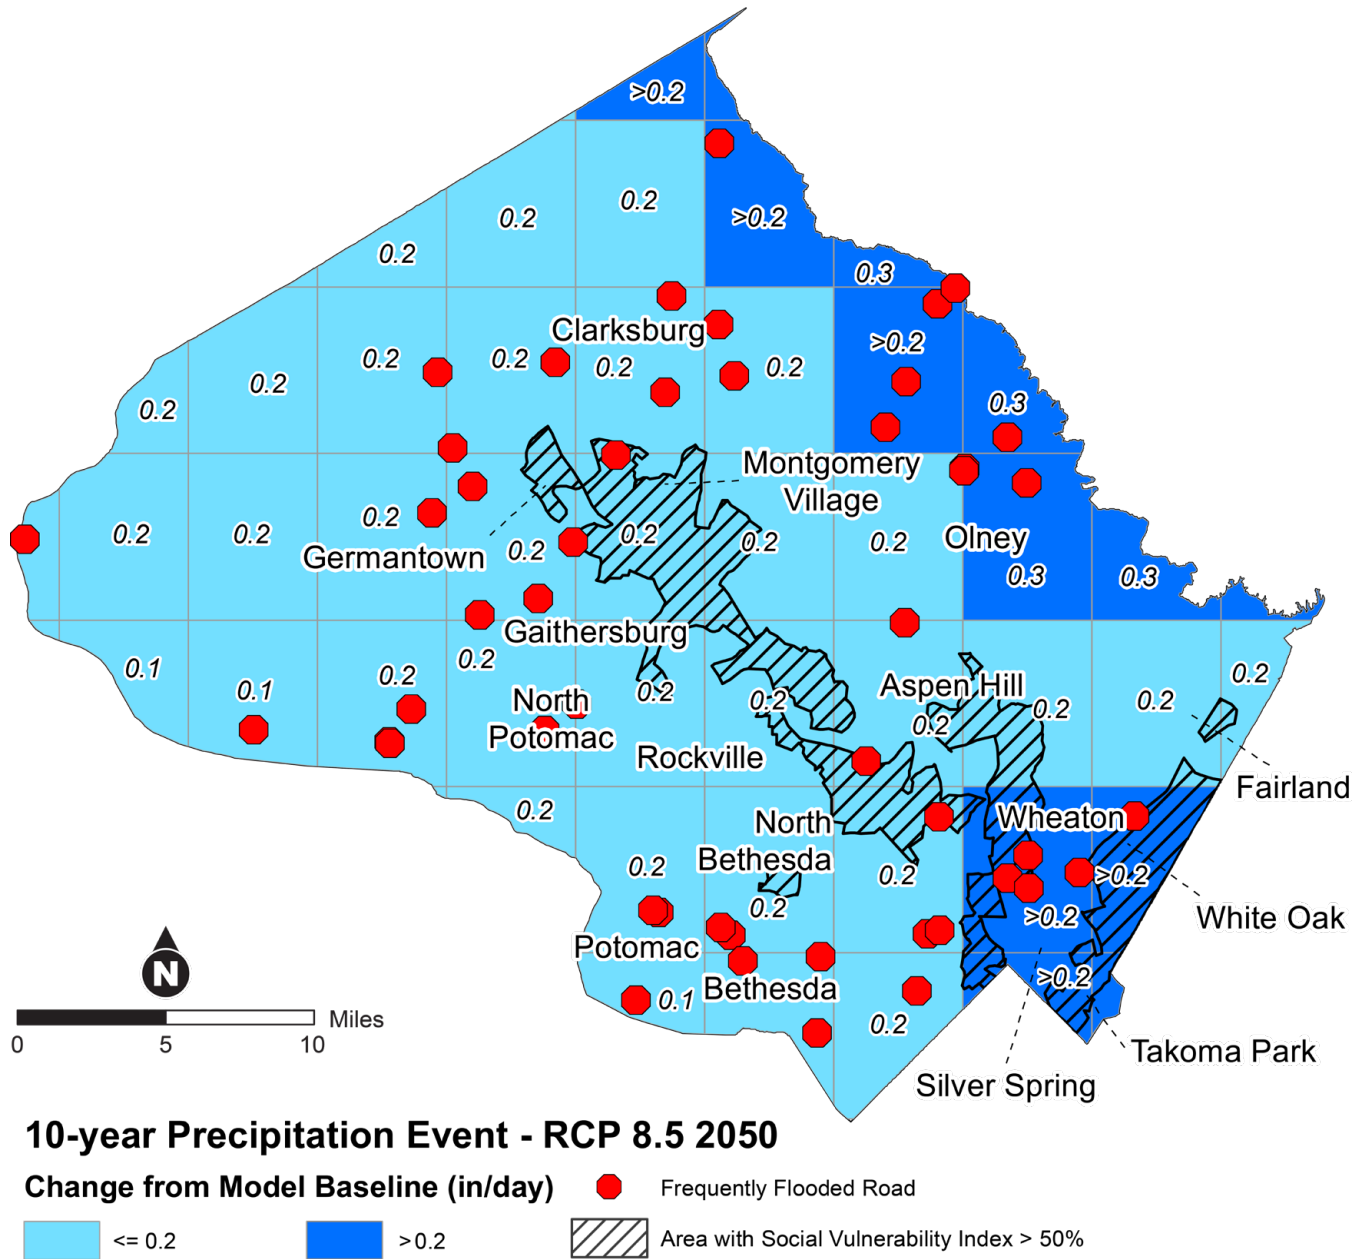 >0.2
0.2
0.2
>0.2
0.2
0.3
Clarksburg
>0.2
0.2
0.2
0.2
0.2
0.2
0.2
0.3
Montgomery
Village
0.2
0.2
0.2
0.2
0.2
0.2
0.2
Olney
Germantown
0.3
0.3
Gaithersburg
0.1
0.1
0.2
0.2
0.2
0.2
Aspen Hill
0.2
0.2
0.2
0.2
North
Potomac
Rockville
Fairland
0.2
North
Bethesda
Wheaton
0.2
0.2
>0.2
0.2
>0.2
White Oak
Potomac
>0.2
Bethesda
0.1
0.2
N
Miles
0 5 10
Takoma Park
Silver Spring
10-year Precipitation Event - RCP 8.5 2050
Change from Model Baseline (in/day)
Frequently Flooded Road
<= 0.2
>0.2
Area with Social Vulnerability Index > 50%